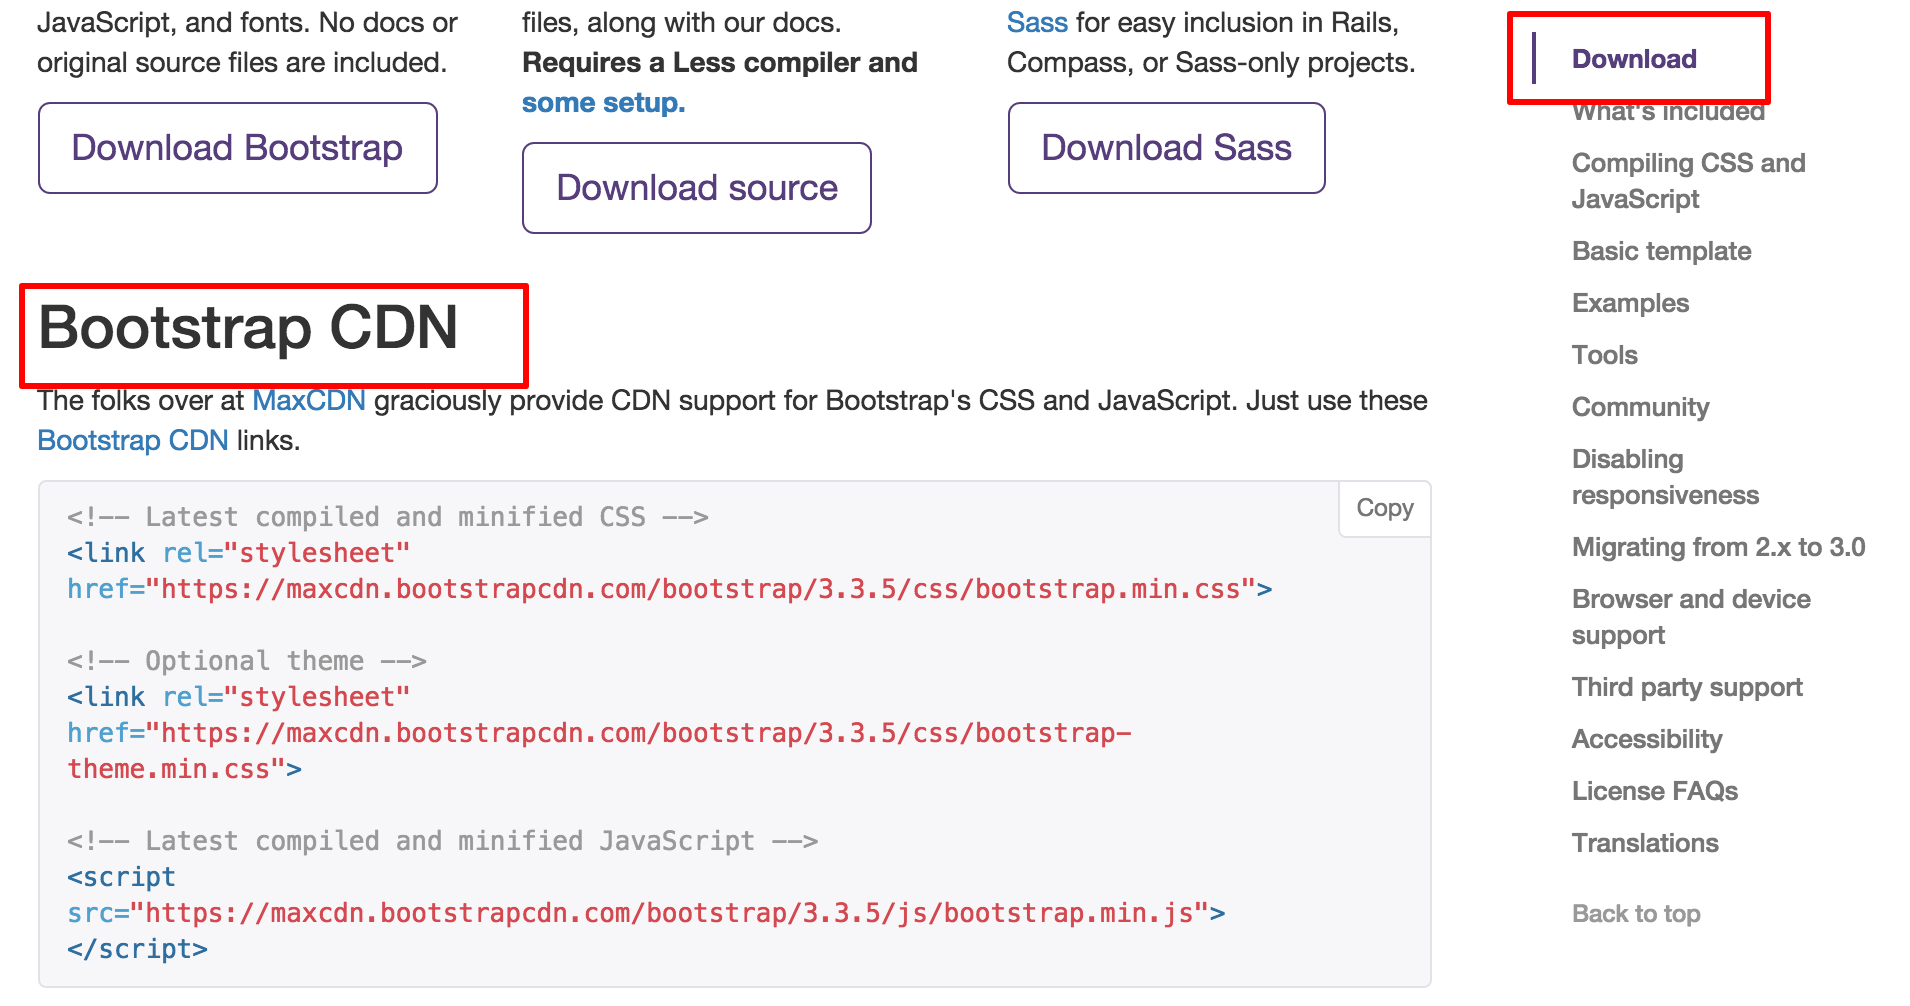 JavaScript, and fonts. No docs or
original source files are included.
Download Bootstrap
files, along with our docs.
Requires a Less compiler and
some setup.
Download source
Sass for easy inclusion in Rails,
Compass, or Sass-only projects.
Download Sass
Bootstrap CDN
The folks over at MaxCDN graciously provide CDN support for Bootstrap's CSS and JavaScript. Just use these
Bootstrap CDN links.
Copy
<!-- Latest compiled and minified CSS -->
<link rel="stylesheet"
href="https://maxcdn.bootstrapcdn.com/bootstrap/3.3.5/css/bootstrap.min.css">
<!-- Optional theme -->
<link rel="stylesheet"
href="https://maxcdn.bootstrapcdn.com/bootstrap/3.3.5/css/bootstrap-
theme.min.css">
<!-- Latest compiled and minified JavaScript -->
<script
src="https://maxcdn.bootstrapcdn.com/bootstrap/3.3.5/js/bootstrap.min.js">
</script>
Download
What's included
Compiling CSS and
JavaScript
Basic template
Examples
Tools
Community
Disabling
responsiveness
Migrating from 2.x to 3.0
Browser and device
support
Third party support
Accessibility
License FAQs
Translations
Back to top